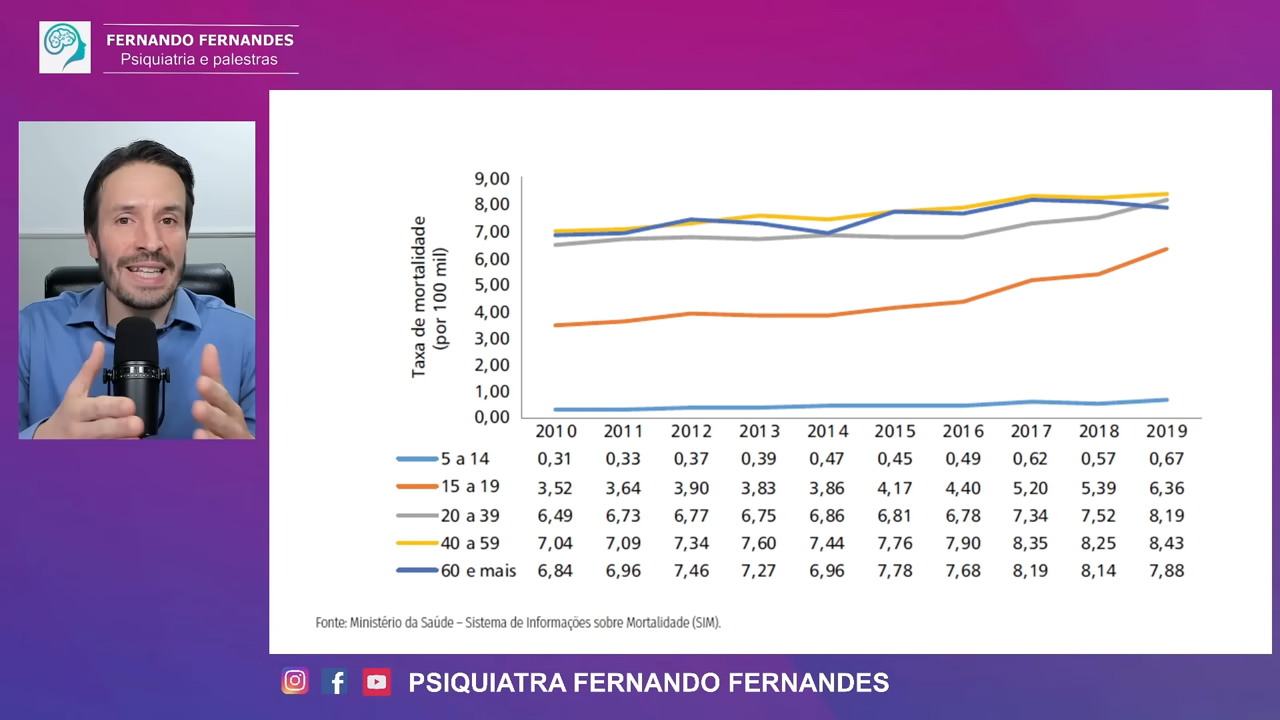 FERNANDO FERNANDES
Psiquiatria e palestras
Taxa de mortalidade
(por 100 mil)
9,00
8,00
7,00
6,00
5,00
4,00
3,00
2,00
1,00
0,00
2010 2011 2012 2013 2014 2015 2016 2017 2018 2019
5 a 14 0,31 0,33 0,37 0,39 0,47 0,45 0,49 0,62 0,57 0,67
15 a 19 3,52 3,64 3,90 3,83 3,86 4,17 4,40 5,20 5,39 6,36
20 a 39 6,49 6,73 6,77 6,75 6,86 6,81 6,78 7,34 7,52 8,19
40 a 59 7,04 7,09 7,34 7,60 7,44 7,76 7,90 8,35 8,25 8,43
60 e mais 6,84 6,96 7,46 7,27 6,96 7,78 7,68 8,19 8,14 7,88
Fonte: Ministério da Saúde – Sistema de Informações sobre Mortalidade (SIM).
PSIQUIATRA FERNANDO FERNANDES